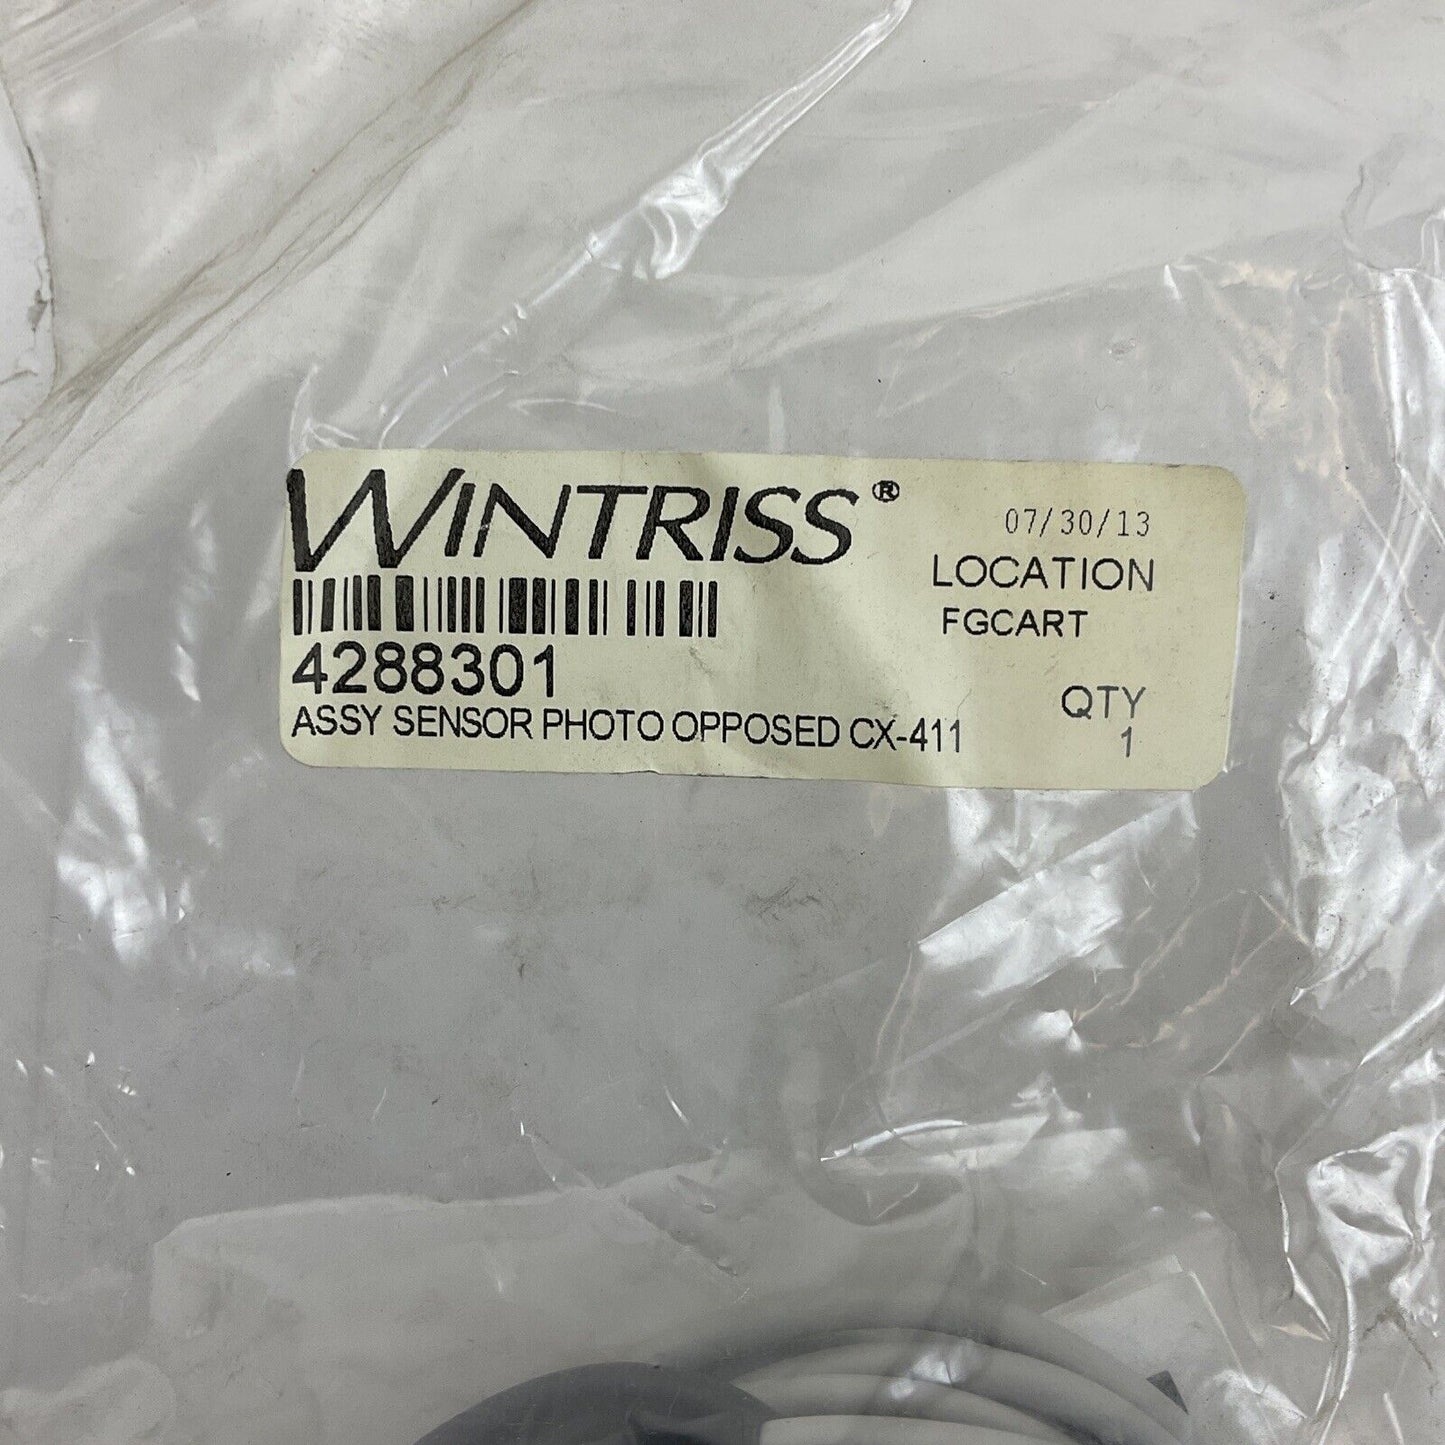 WINTRISS®
07/30/13
LOCATION
FGCART
4288301
ASSY SENSOR PHOTO OPPOSED CX-411
QTY
1